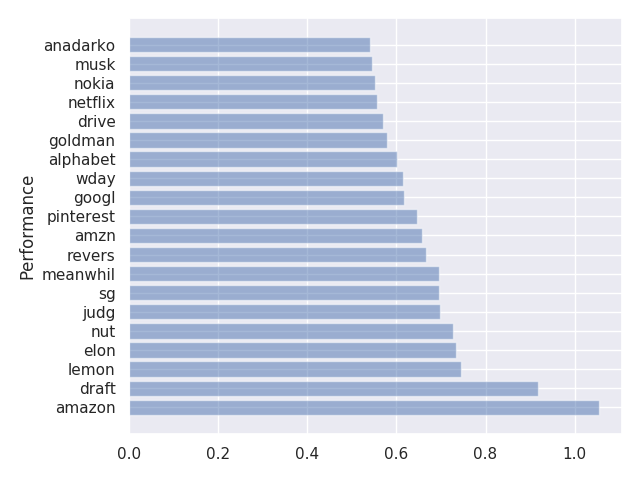 anadarko
musk
nokia
netflix
drive
goldman
alphabet
wday
googl
pinterest
amzn
revers
meanwhil
sg
judg
nut
elon
lemon
draft
amazon
Performance
0.0 0.2 0.4 0.6 0.8 1.0